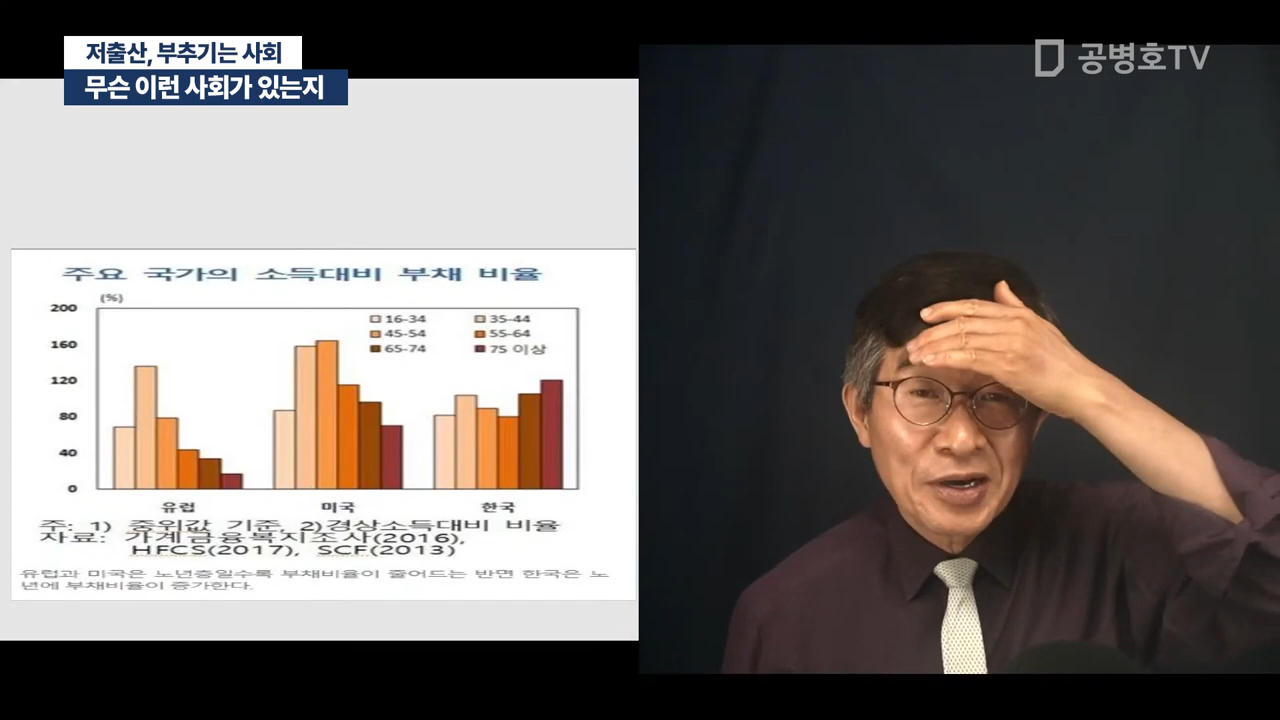 저출산, 부추기는 사회
무슨 이런 사회가 있는지
공병호TV
주요 국가의 소득대비 부채 비율
(%)
200
160
120
80
40
0
16-34 35-44
45-54 55-64
65-74 75 이상
유럽 미국 한국
주: 1) 중위값 기준, 2)경상소득대비 비율
자료: 가계금융복지조사(2016),
HFCS(2017), SCF(2013)
유럽과 미국은 노년층일수록 부채비율이 줄어드는 반면 한국은 노
년에 부채비율이 증가한다.